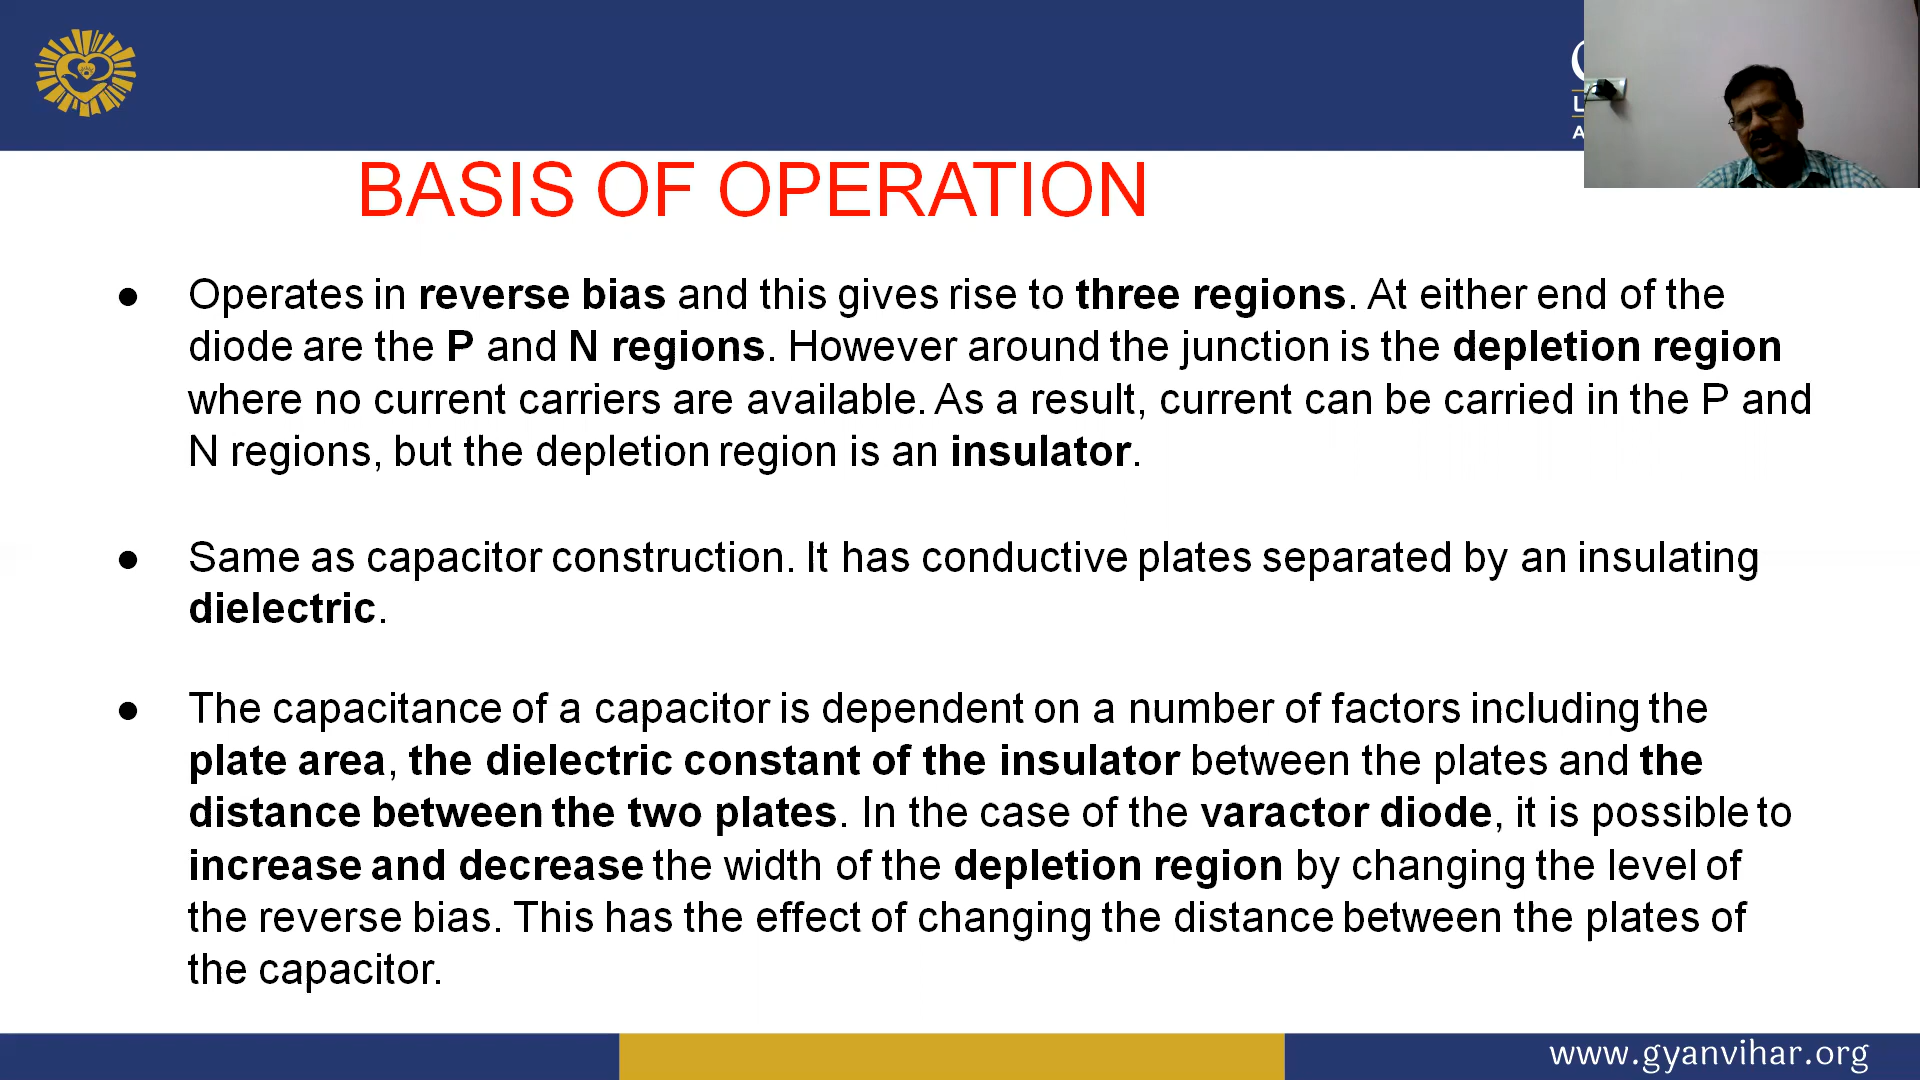 BASIS OF OPERATION
● Operates in reverse bias and this gives rise to three regions. At either end of the
diode are the P and N regions. However around the junction is the depletion region
where no current carriers are available. As a result, current can be carried in the P and
N regions, but the depletion region is an insulator.
● Same as capacitor construction. It has conductive plates separated by an insulating
dielectric.
● The capacitance of a capacitor is dependent on a number of factors including the
plate area, the dielectric constant of the insulator between the plates and the
distance between the two plates. In the case of the varactor diode, it is possible to
increase and decrease the width of the depletion region by changing the level of
the reverse bias. This has the effect of changing the distance between the plates of
the capacitor.
www.gyanvihar.org